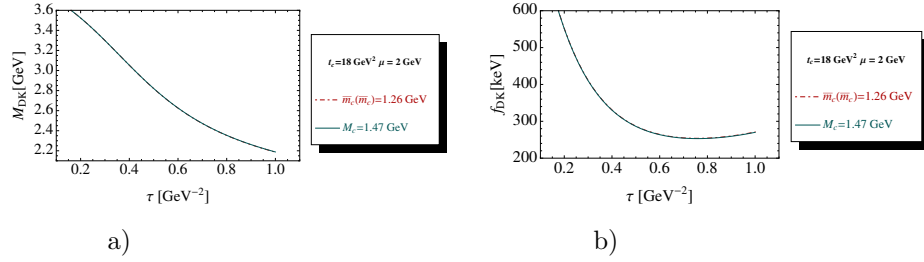 3.6
3.4
3.2
3.0
2.8
2.6
2.4
2.2
M_DK[GeV]
0.2 0.4 0.6 0.8 1.0
τ [GeV⁻²]
t_c=18 GeV² μ = 2 GeV
m̅_c(m̅_c)=1.26 GeV
M_c=1.47 GeV
a)
600
500
400
300
200
f_DK[keV]
0.2 0.4 0.6 0.8 1.0
τ [GeV⁻²]
t_c=18 GeV² μ = 2 GeV
m̅_c(m̅_c)=1.26 GeV
M_c=1.47 GeV
b)